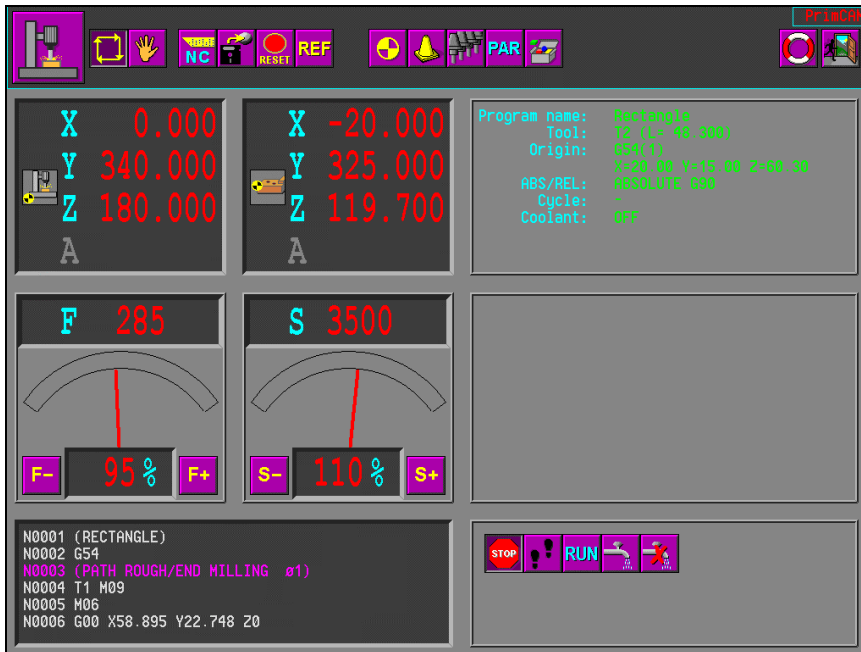 PrimCAM
NC
RESET
REF
PAR
X 0.000
Y 340.000
Z 180.000
A
X -20.000
Y 325.000
Z 119.700
A
Program name: Rectangle
Tool: T2 (L= 48.300)
Origin: G54(1)
X=20.00 Y=15.00 Z=60.30
ABS/REL: ABSOLUTE G90
Cycle: -
Coolant: OFF
F 285
S 3500
F- 95 % F+
S- 110 % S+
N0001 (RECTANGLE)
N0002 G54
N0003 (PATH ROUGH/END MILLING ø1)
N0004 T1 M09
N0005 M06
N0006 G00 X58.895 Y22.748 Z0
STOP
RUN